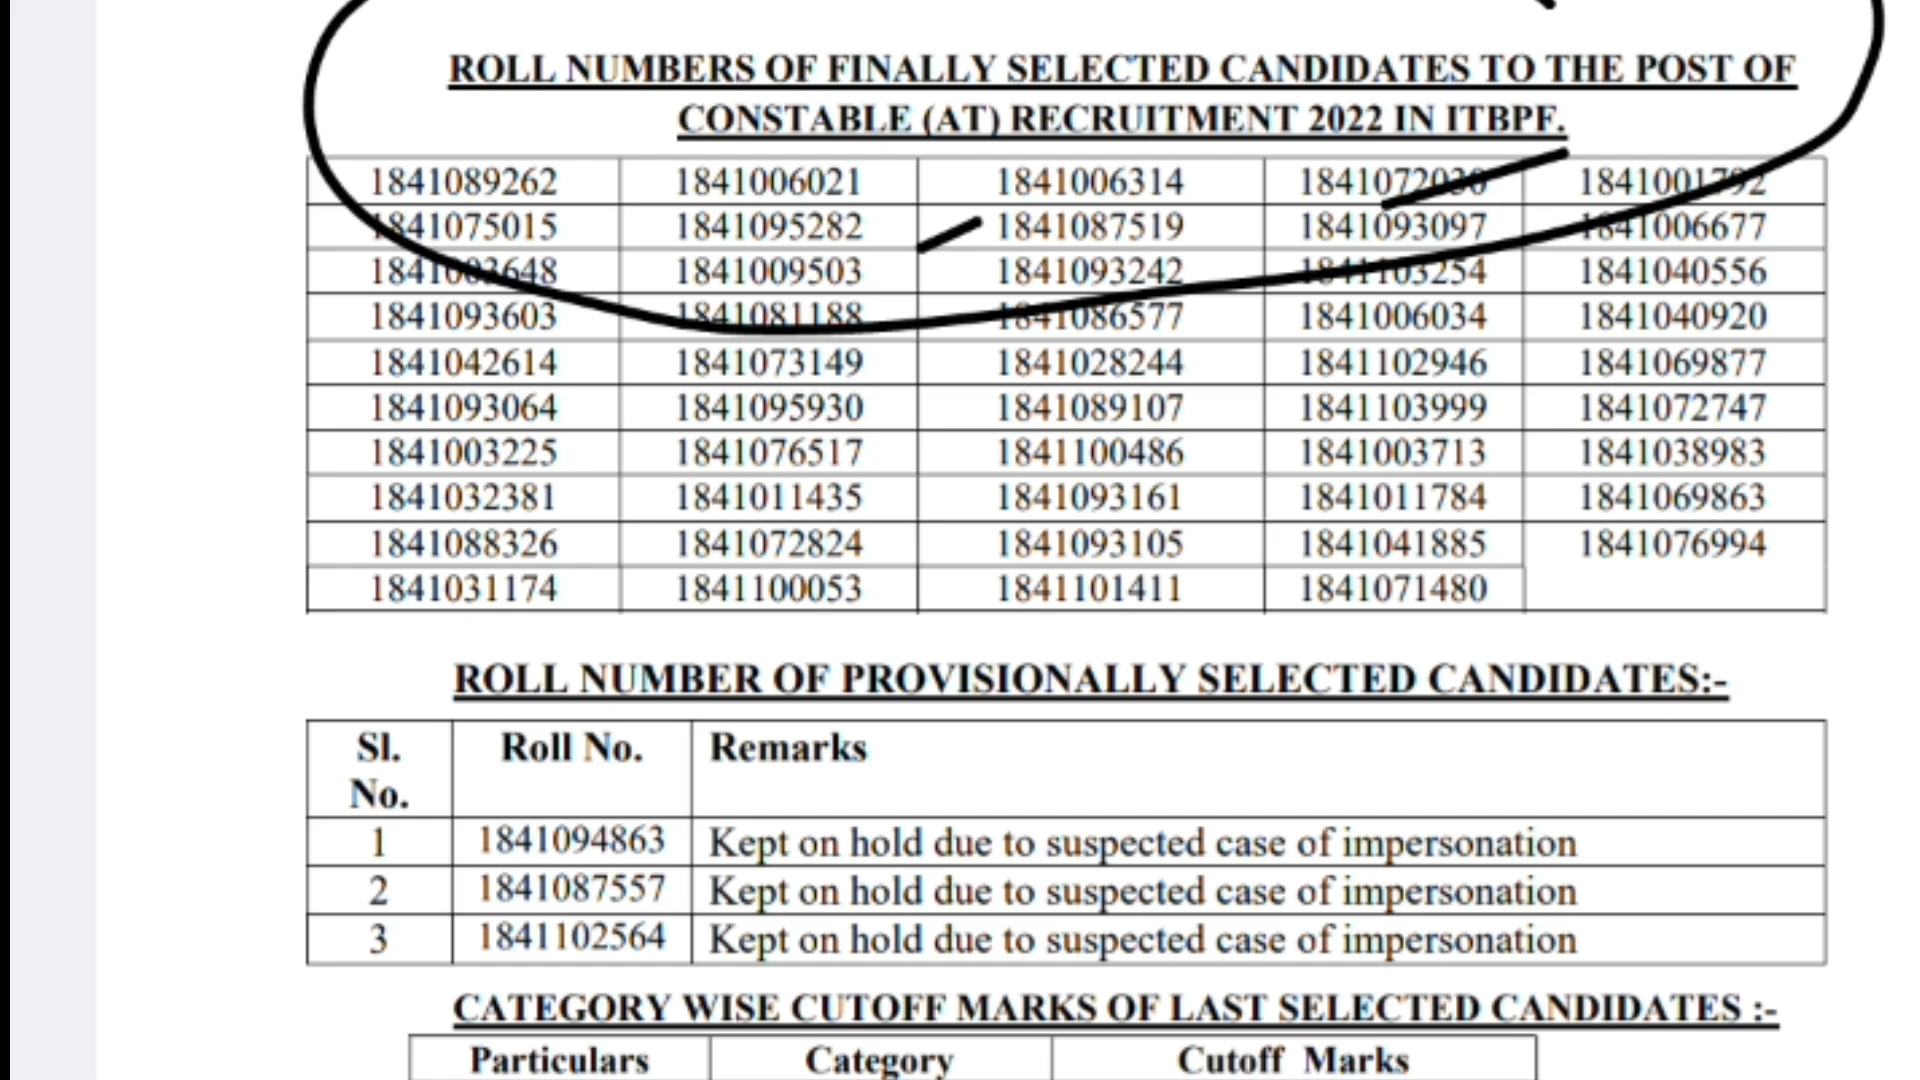 ROLL NUMBERS OF FINALLY SELECTED CANDIDATES TO THE POST OF
CONSTABLE (AT) RECRUITMENT 2022 IN ITBPF.
1841089262 1841006021 1841006314 1841001792
1841075015 1841095282 1841087519 1841093097 1841006677
1841003648 1841009503 1841093242 1841103254 1841040556
1841093603 1841081188 1841086577 1841006034 1841040920
1841042614 1841073149 1841028244 1841102946 1841069877
1841093064 1841095930 1841089107 1841103999 1841072747
1841003225 1841076517 1841100486 1841003713 1841038983
1841032381 1841011435 1841093161 1841011784 1841069863
1841088326 1841072824 1841093105 1841041885 1841076994
1841031174 1841100053 1841101411 1841071480
ROLL NUMBER OF PROVISIONALLY SELECTED CANDIDATES:-
Sl. Roll No. Remarks
No.
1 1841094863 Kept on hold due to suspected case of impersonation
2 1841087557 Kept on hold due to suspected case of impersonation
3 1841102564 Kept on hold due to suspected case of impersonation
CATEGORY WISE CUTOFF MARKS OF LAST SELECTED CANDIDATES :-
Particulars Category Cutoff Marks